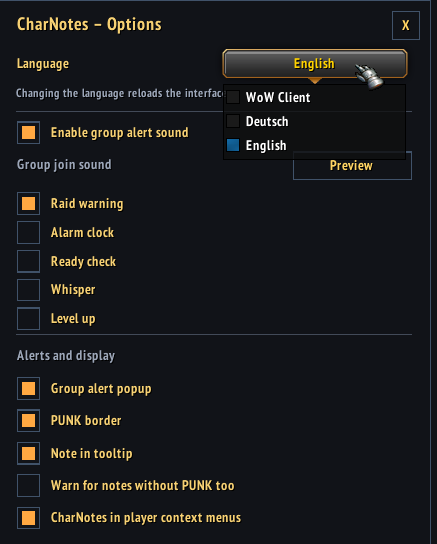 CharNotes – Options
X
Language
English
Changing the language reloads the interface
WoW Client
Deutsch
English
Enable group alert sound
Group join sound
Preview
Raid warning
Alarm clock
Ready check
Whisper
Level up
Alerts and display
Group alert popup
PUNK border
Note in tooltip
Warn for notes without PUNK too
CharNotes in player context menus